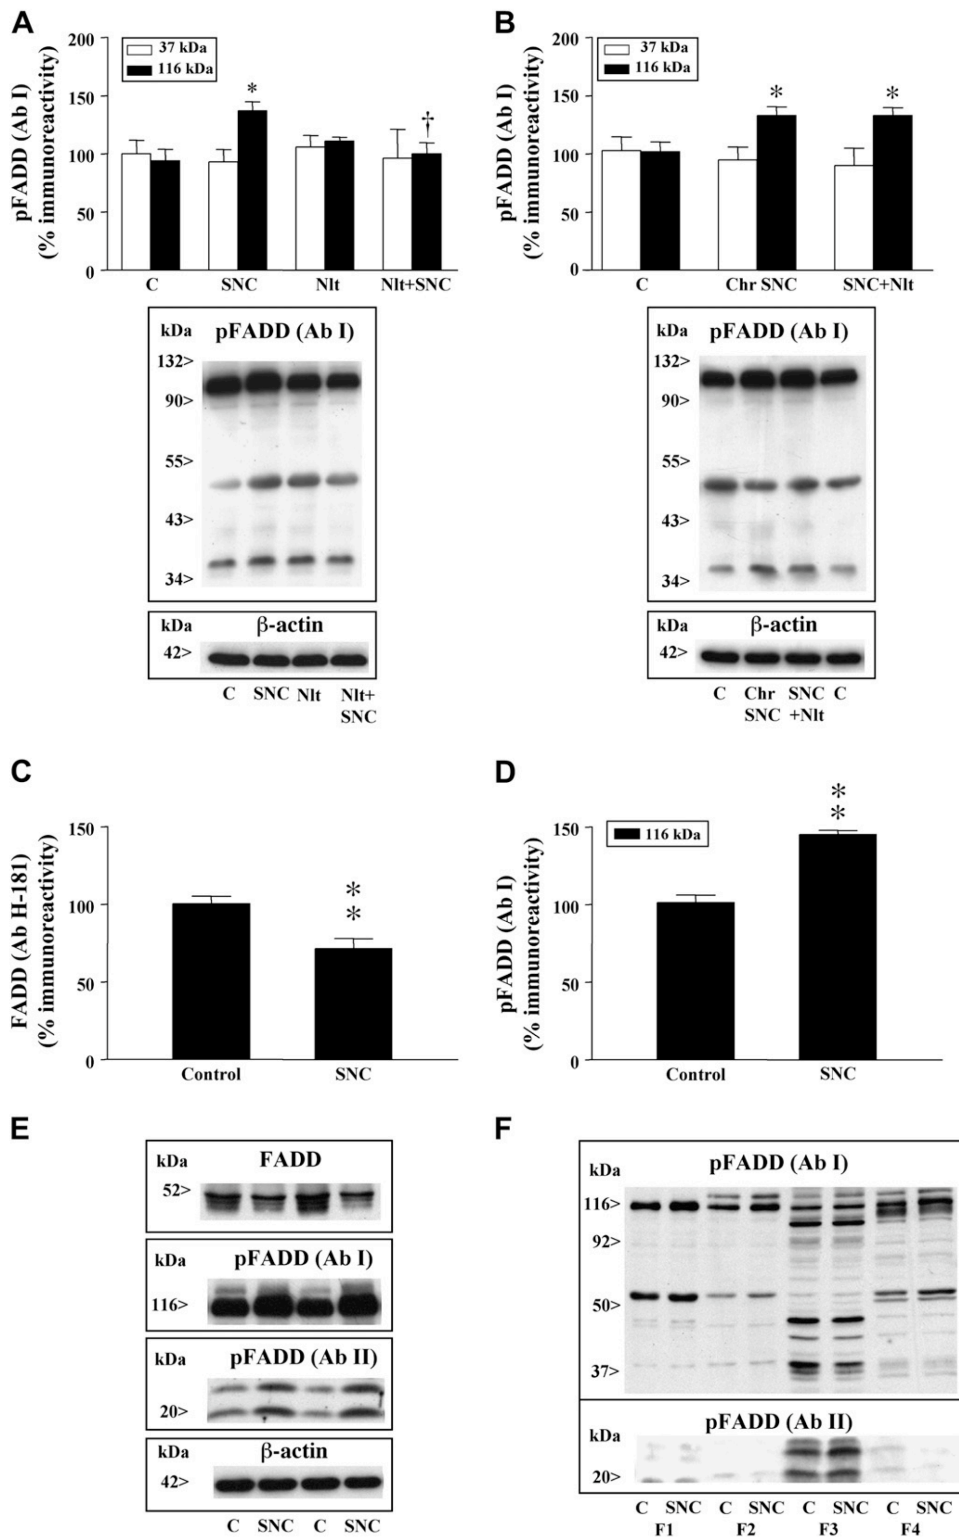 A
pFADD (Ab I)
(% immunoreactivity)
200
150
100
50
0
37 kDa
116 kDa
*
†
C SNC Nlt Nlt+SNC
kDa pFADD (Ab I)
132>
90>
55>
43>
34>
kDa β-actin
42>
C SNC Nlt Nlt+
SNC
B
pFADD (Ab I)
(% immunoreactivity)
200
150
100
50
0
37 kDa
116 kDa
* *
C Chr SNC SNC+Nlt
kDa pFADD (Ab I)
132>
90>
55>
43>
34>
kDa β-actin
42>
C Chr SNC C
SNC +Nlt
C
FADD (Ab H-181)
(% immunoreactivity)
150
100
50
0
*
*
Control SNC
D
pFADD (Ab I)
(% immunoreactivity)
150
100
50
0
116 kDa
*
*
Control SNC
E
kDa FADD
52>
kDa pFADD (Ab I)
116>
kDa pFADD (Ab II)
20>
kDa β-actin
42>
C SNC C SNC
F
kDa pFADD (Ab I)
116>
92>
50>
37>
pFADD (Ab II)
kDa
20>
C SNC C SNC C SNC C SNC
F1 F2 F3 F4